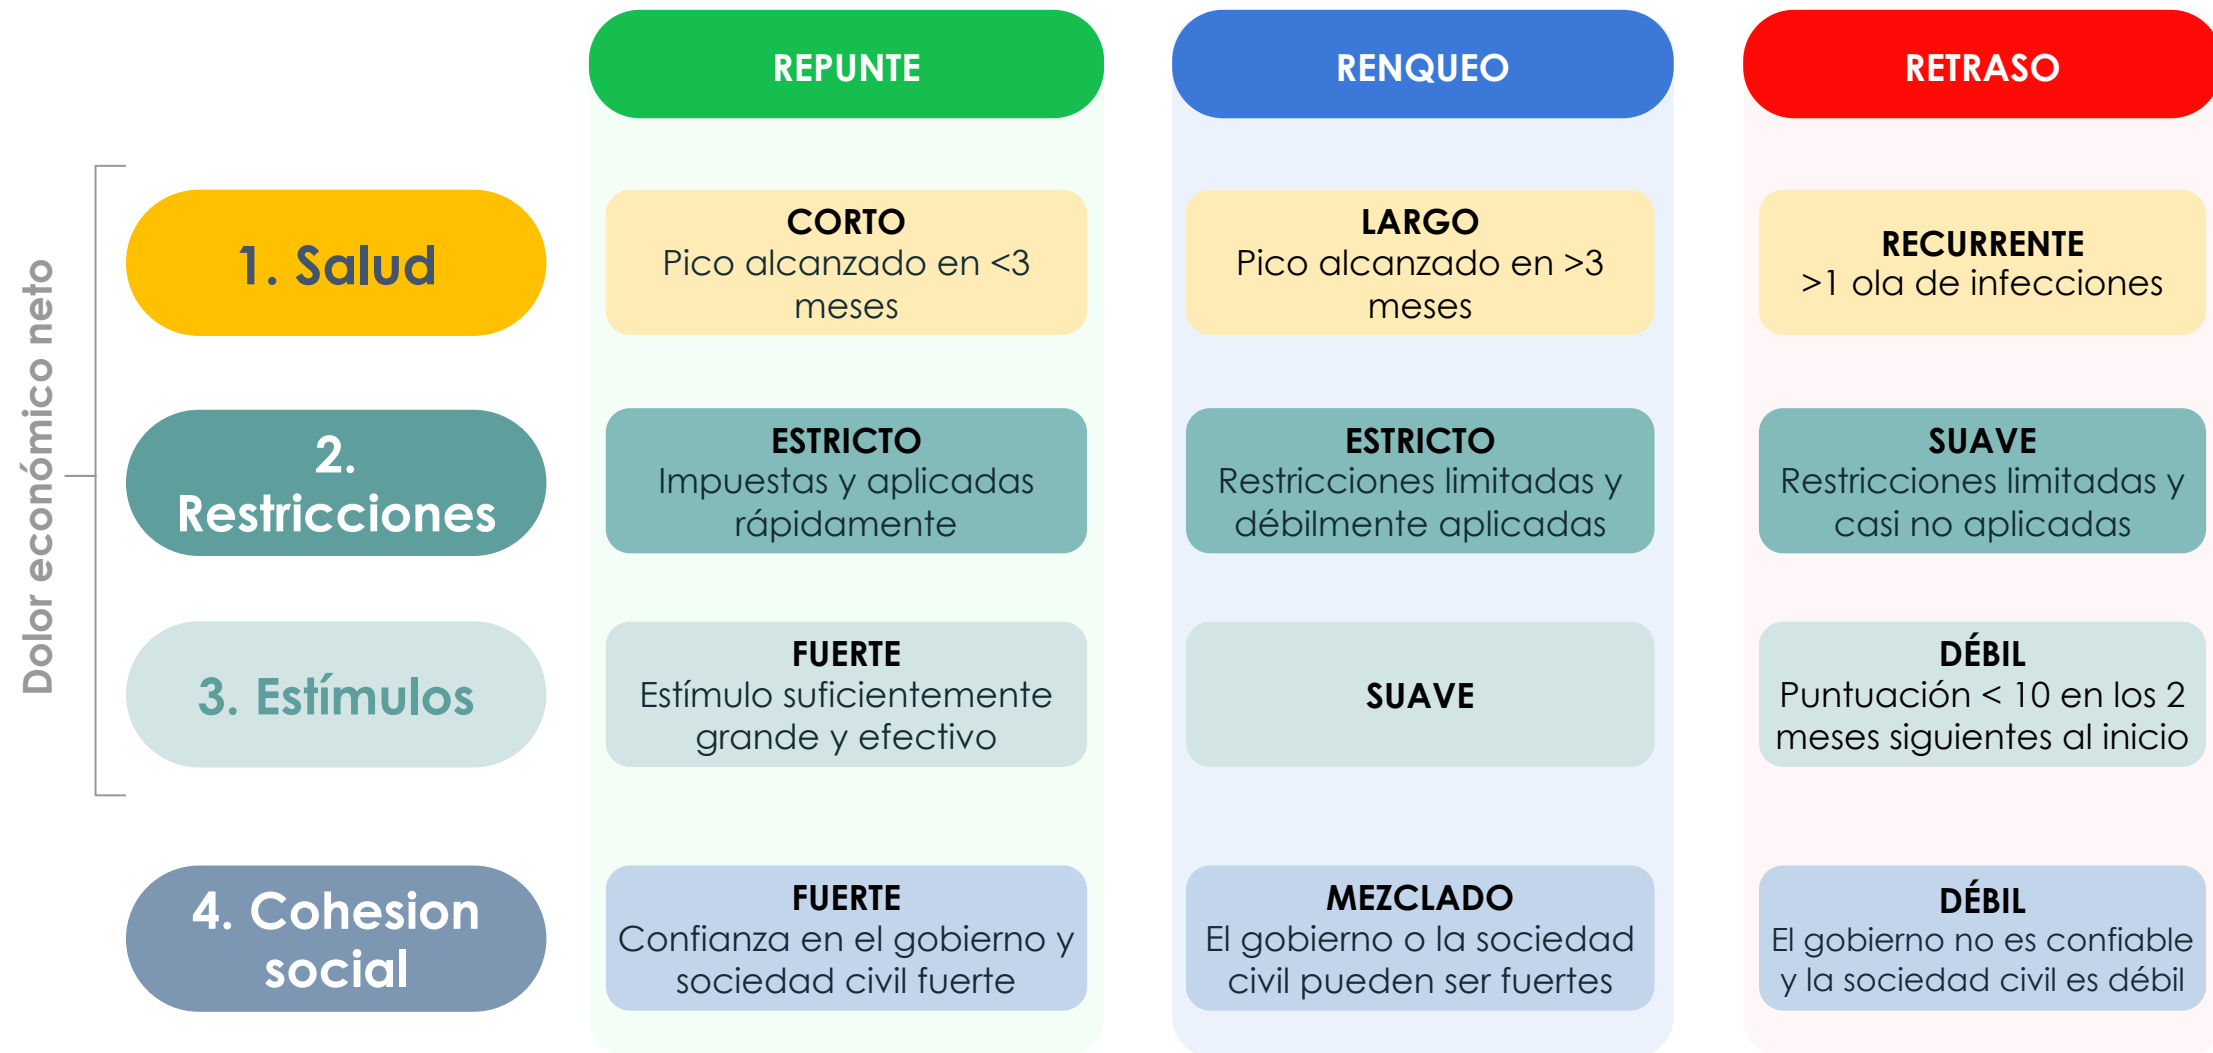 REPUNTE
RENQUEO
RETRASO
Dolor económico neto
1. Salud
CORTO
Pico alcanzado en <3
meses
LARGO
Pico alcanzado en >3
meses
RECURRENTE
>1 ola de infecciones
2.
Restricciones
ESTRICTO
Impuestas y aplicadas
rápidamente
ESTRICTO
Restricciones limitadas y
débilmente aplicadas
SUAVE
Restricciones limitadas y
casi no aplicadas
3. Estímulos
FUERTE
Estímulo suficientemente
grande y efectivo
SUAVE
DÉBIL
Puntuación < 10 en los 2
meses siguientes al inicio
4. Cohesion
social
FUERTE
Confianza en el gobierno y
sociedad civil fuerte
MEZCLADO
El gobierno o la sociedad
civil pueden ser fuertes
DÉBIL
El gobierno no es confiable
y la sociedad civil es débil